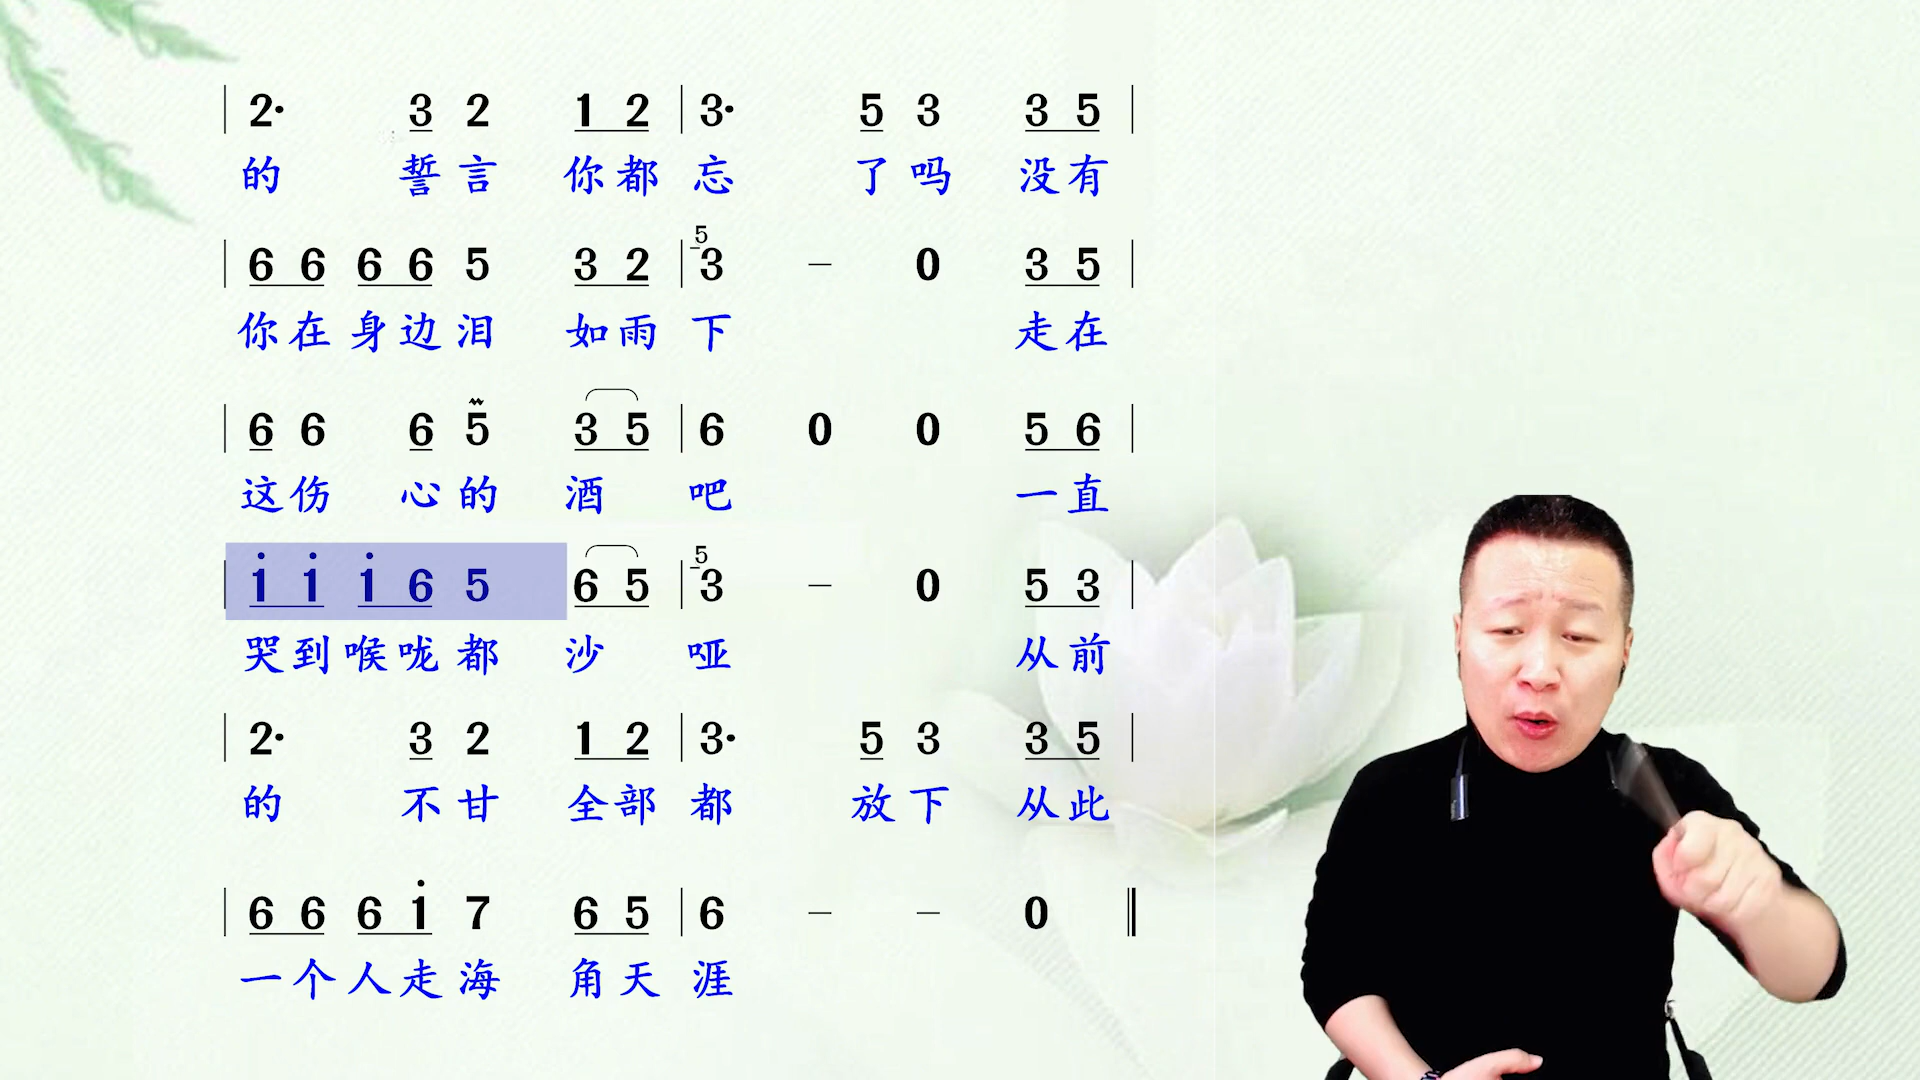 2· 3 2 1 2 3· 5 3 3 5
的 誓言 你都 忘 了吗 没有
6 6 6 6 5 3 2 5 3 – 0 3 5
你在身边泪 如雨 下 走在
6 6 6 5 3 5 6 0 0 5 6
这伤 心的 酒 吧 一直
1 1 1 6 5 6 5 5 3 – 0 5 3
哭到喉咙都 沙 哑 从前
2· 3 2 1 2 3· 5 3 3 5
的 不甘 全部 都 放下 从此
6 6 6 1 7 6 5 6 – – 0
一个人走海 角天 涯